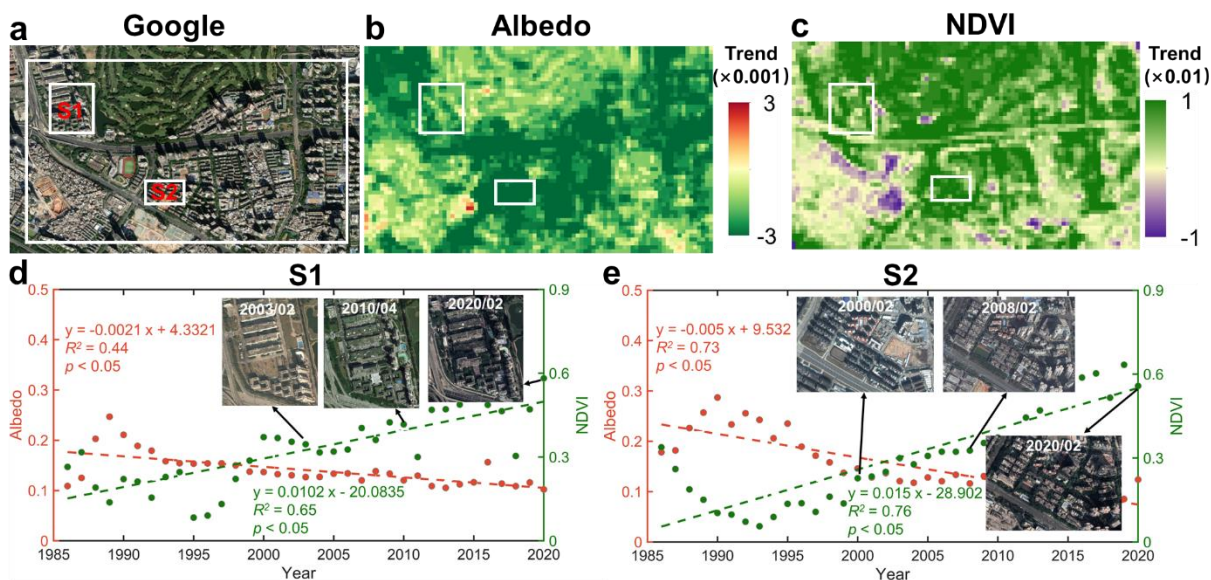 a
Google
b
Albedo
c
NDVI
S1
S2
Trend
(×0.001)
3
-3
Trend
(×0.01)
1
-1
d
S1
0.5
0.4
0.3
0.2
0.1
0
Albedo
0.9
0.6
0.3
0
NDVI
y = -0.0021 x + 4.3321
R² = 0.44
p < 0.05
2003/02
2010/04
2020/02
y = 0.0102 x - 20.0835
R² = 0.65
p < 0.05
1985 1990 1995 2000 2005 2010 2015 2020
Year
e
S2
0.5
0.4
0.3
0.2
0.1
0
Albedo
0.9
0.6
0.3
0
NDVI
y = -0.005 x + 9.532
R² = 0.73
p < 0.05
2000/02
2008/02
2020/02
y = 0.015 x - 28.902
R² = 0.76
p < 0.05
1985 1990 1995 2000 2005 2010 2015 2020
Year